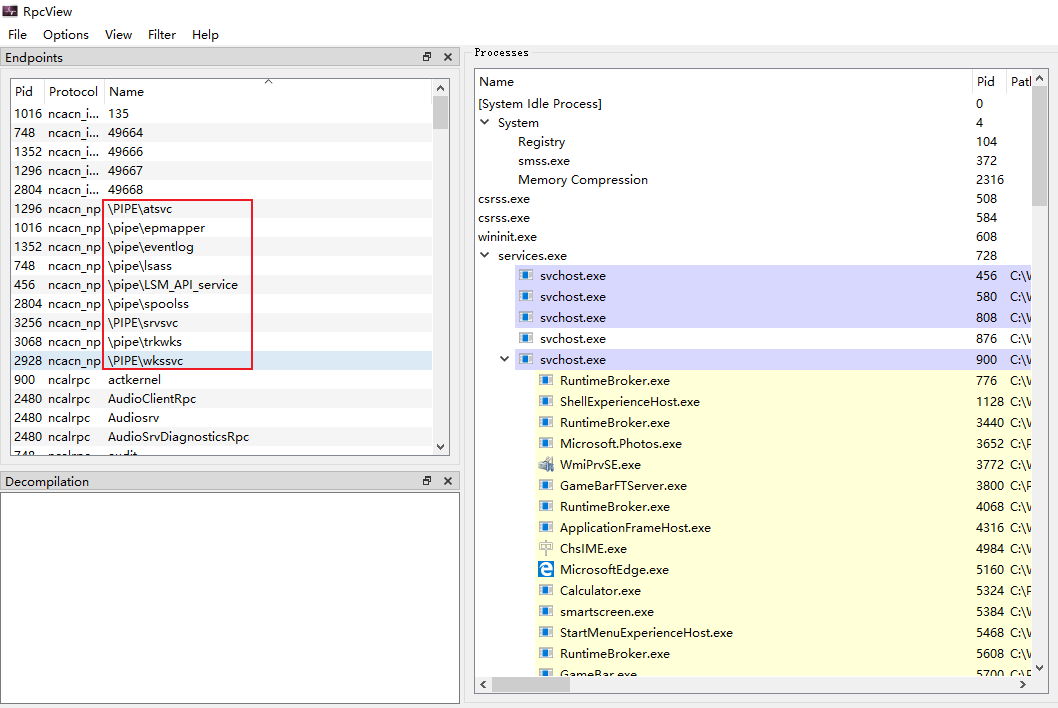 RpcView
File Options View Filter Help
Endpoints
Pid Protocol Name
1016 ncacn_i... 135
748 ncacn_i... 49664
1352 ncacn_i... 49666
1296 ncacn_i... 49667
2804 ncacn_i... 49668
1296 ncacn_np \PIPE\atsvc
1016 ncacn_np \pipe\epmapper
1352 ncacn_np \pipe\eventlog
748 ncacn_np \pipe\lsass
456 ncacn_np \pipe\LSM_API_service
2804 ncacn_np \pipe\spoolss
3256 ncacn_np \PIPE\srvsvc
3068 ncacn_np \pipe\trkwks
2928 ncacn_np \PIPE\wkssvc
900 ncalrpc actkernel
2480 ncalrpc AudioClientRpc
2480 ncalrpc Audiosrv
2480 ncalrpc AudioSrvDiagnosticsRpc
748 ncalrpc audit
Decompilation
Processes
Name Pid Path
[System Idle Process] 0
System 4
Registry 104
smss.exe 372
Memory Compression 2316
csrss.exe 508
csrss.exe 584
wininit.exe 608
services.exe 728
svchost.exe 456 C:\W
svchost.exe 580 C:\W
svchost.exe 808 C:\W
svchost.exe 876 C:\W
svchost.exe 900 C:\W
RuntimeBroker.exe 776 C:\W
ShellExperienceHost.exe 1128 C:\W
RuntimeBroker.exe 3440 C:\W
Microsoft.Photos.exe 3652 C:\P
WmiPrvSE.exe 3772 C:\W
GameBarFTServer.exe 3800 C:\P
RuntimeBroker.exe 4068 C:\W
ApplicationFrameHost.exe 4316 C:\W
ChsIME.exe 4984 C:\W
MicrosoftEdge.exe 5160 C:\W
Calculator.exe 5324 C:\P
smartscreen.exe 5384 C:\W
StartMenuExperienceHost.exe 5468 C:\W
RuntimeBroker.exe 5608 C:\W
GameBar.exe 5700 C:\P